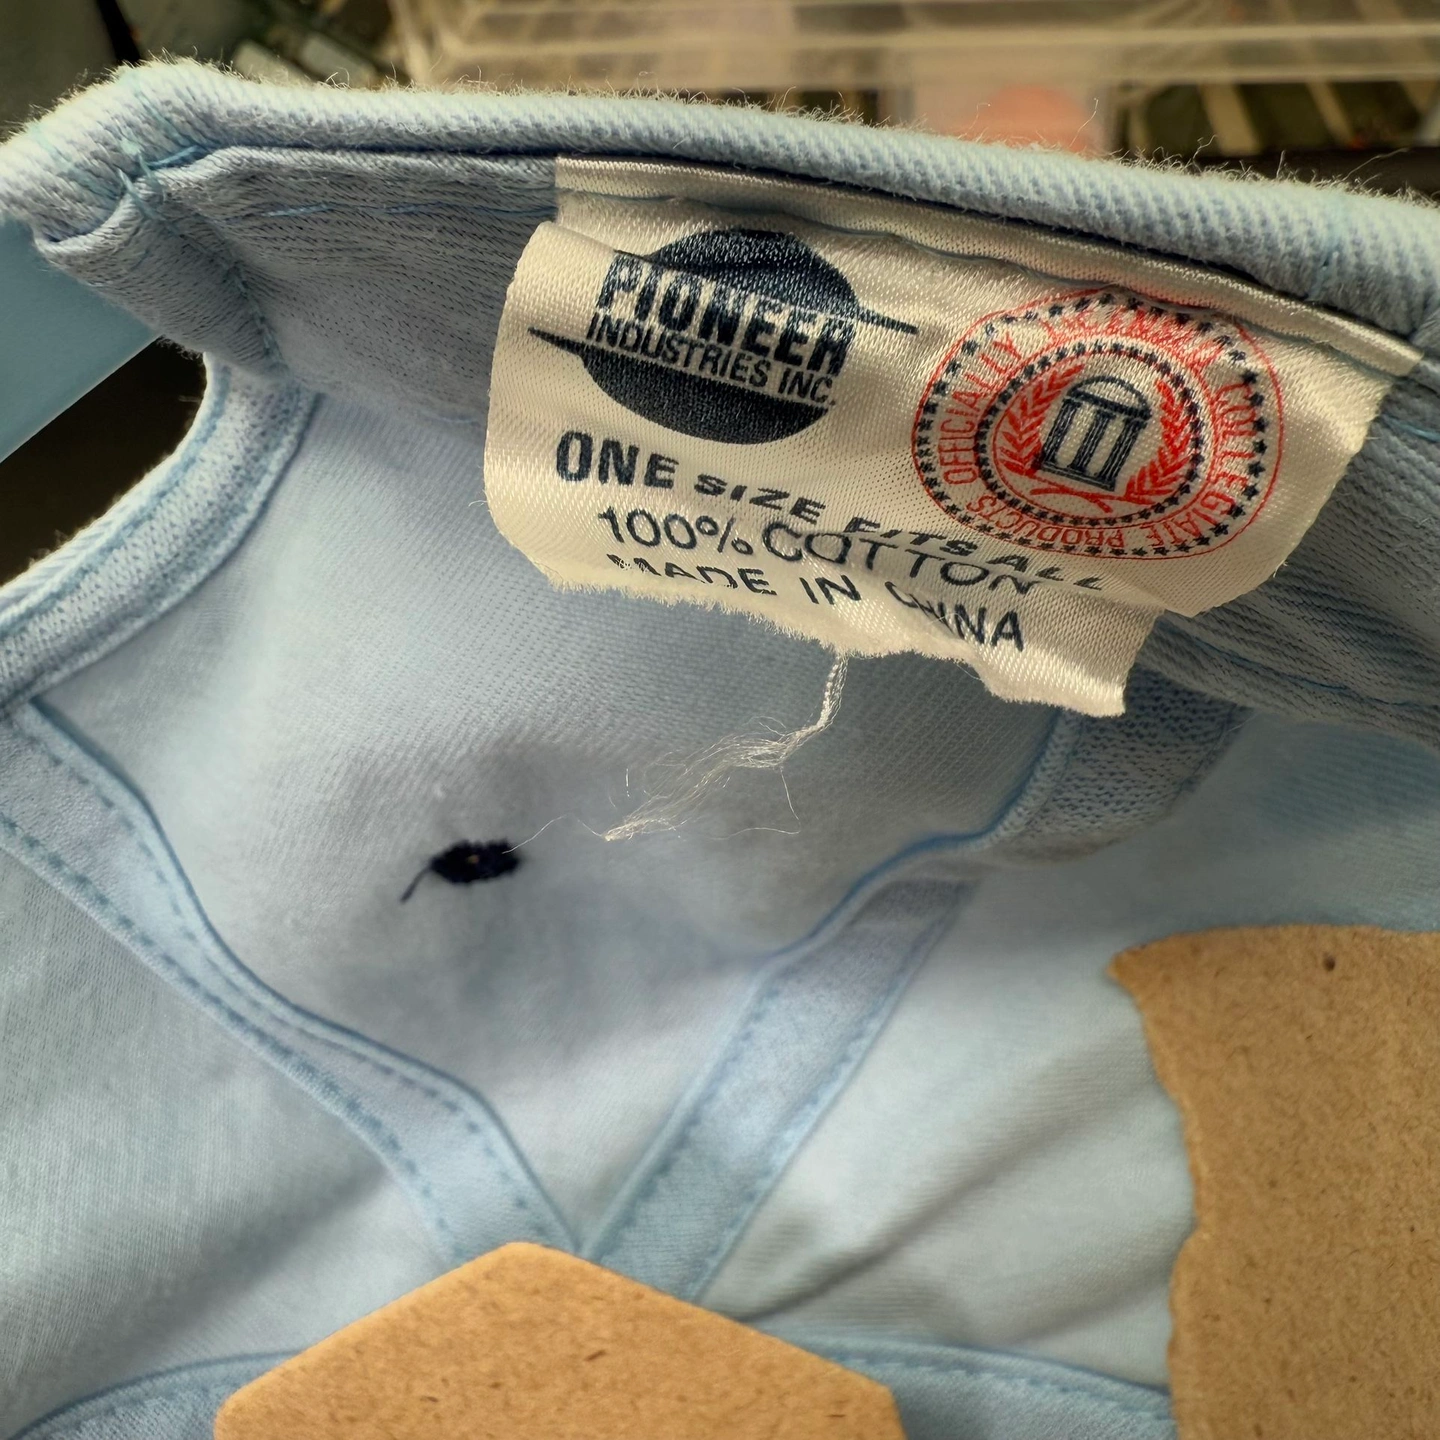 PIONEER
INDUSTRIES INC.
OFFICIALLY LICENSED COLLEGIATE PRODUCTS
ONE SIZE FITS ALL
100% COTTON
MADE IN CHINA